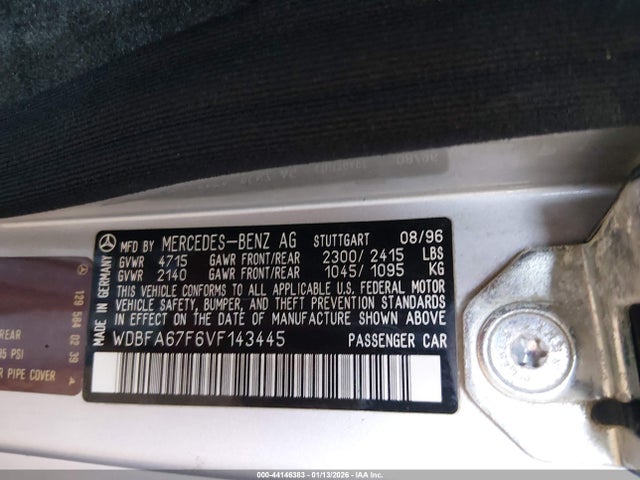 MADE IN GERMANY
MFD BY MERCEDES-BENZ AG STUTTGART 08/96
GVWR 4715 GAWR FRONT/REAR 2300/2415 LBS
GVWR 2140 GAWR FRONT/REAR 1045/1095 KG
THIS VEHICLE CONFORMS TO ALL APPLICABLE U.S. FEDERAL MOTOR
VEHICLE SAFETY, BUMPER, AND THEFT PREVENTION STANDARDS
IN EFFECT ON THE DATE OF MANUFACTURE SHOWN ABOVE
WDBFA67F6VF143445 PASSENGER CAR
129 584 02 39
REAR
PSI
PIPE COVER
000-44146383 - 01/13/2026 - IAA Inc.